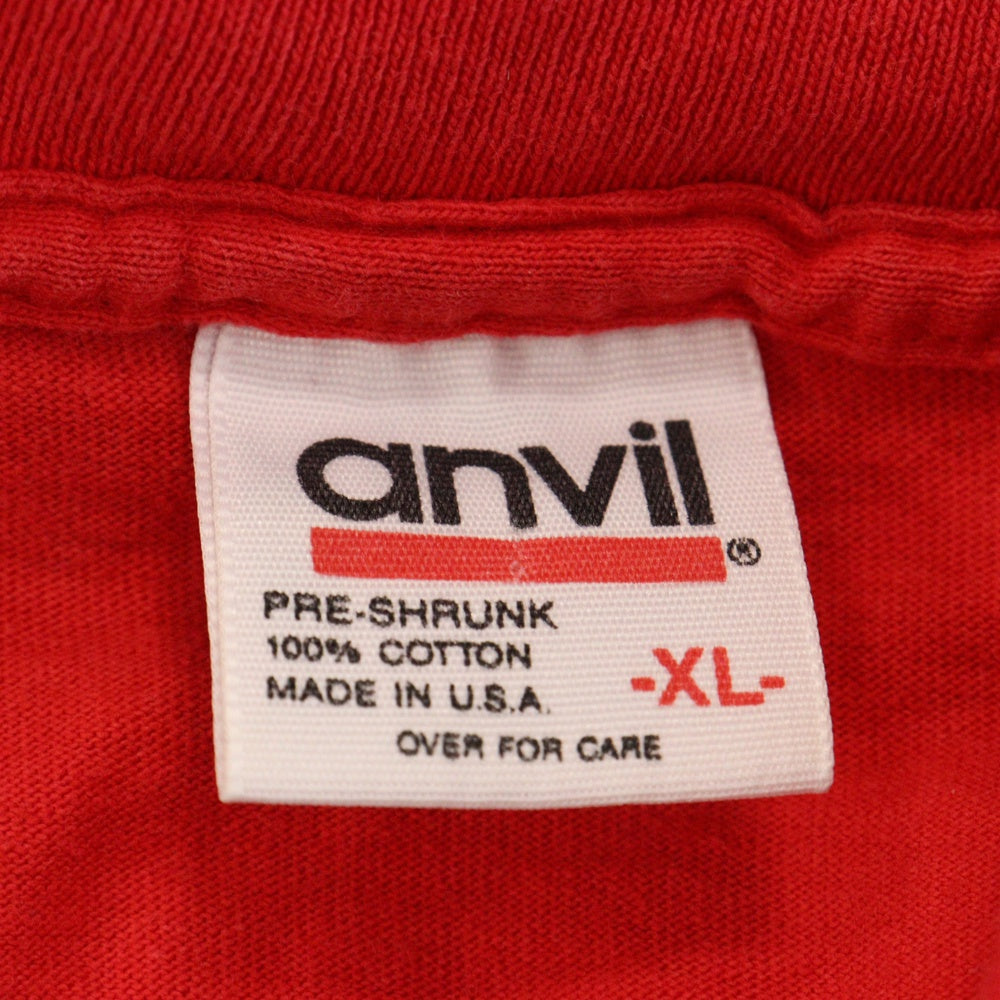 anvil
®
PRE-SHRUNK
100% COTTON
MADE IN U.S.A.
-XL-
OVER FOR CARE